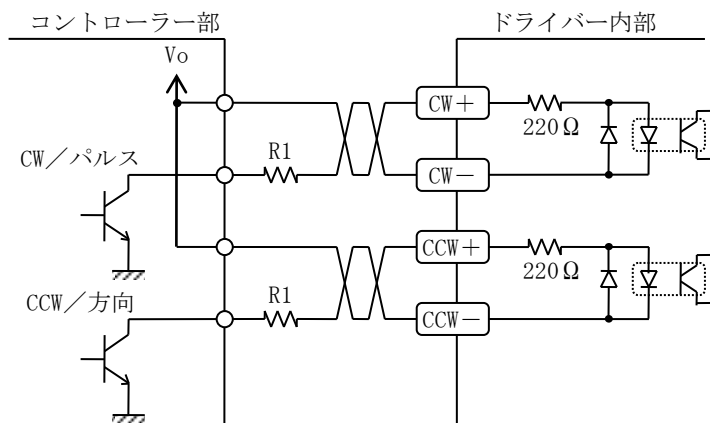 コントローラー部
ドライバー内部
Vo
CW＋
220Ω
CW／パルス
R1
CW－
CCW＋
220Ω
CCW／方向
R1
CCW－